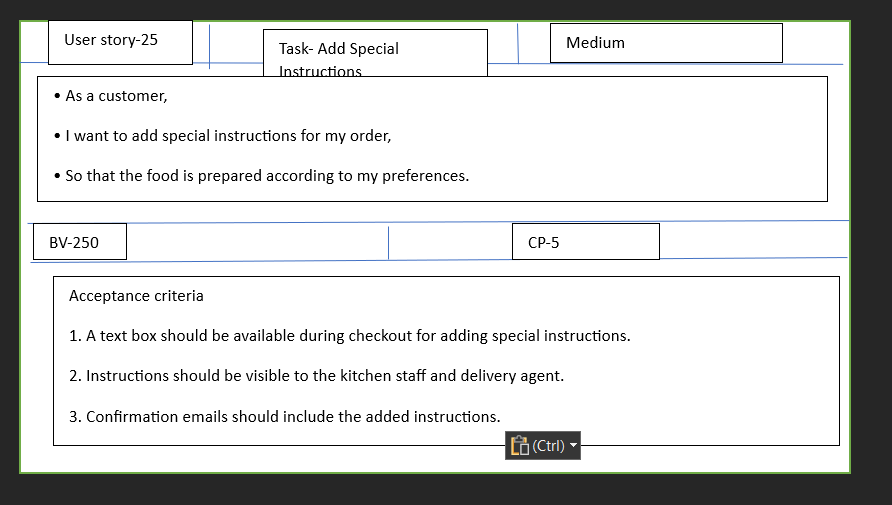 User story-25
Task- Add Special
Instructions
Medium
• As a customer,
• I want to add special instructions for my order,
• So that the food is prepared according to my preferences.
BV-250
CP-5
Acceptance criteria
1. A text box should be available during checkout for adding special instructions.
2. Instructions should be visible to the kitchen staff and delivery agent.
3. Confirmation emails should include the added instructions.
(Ctrl)